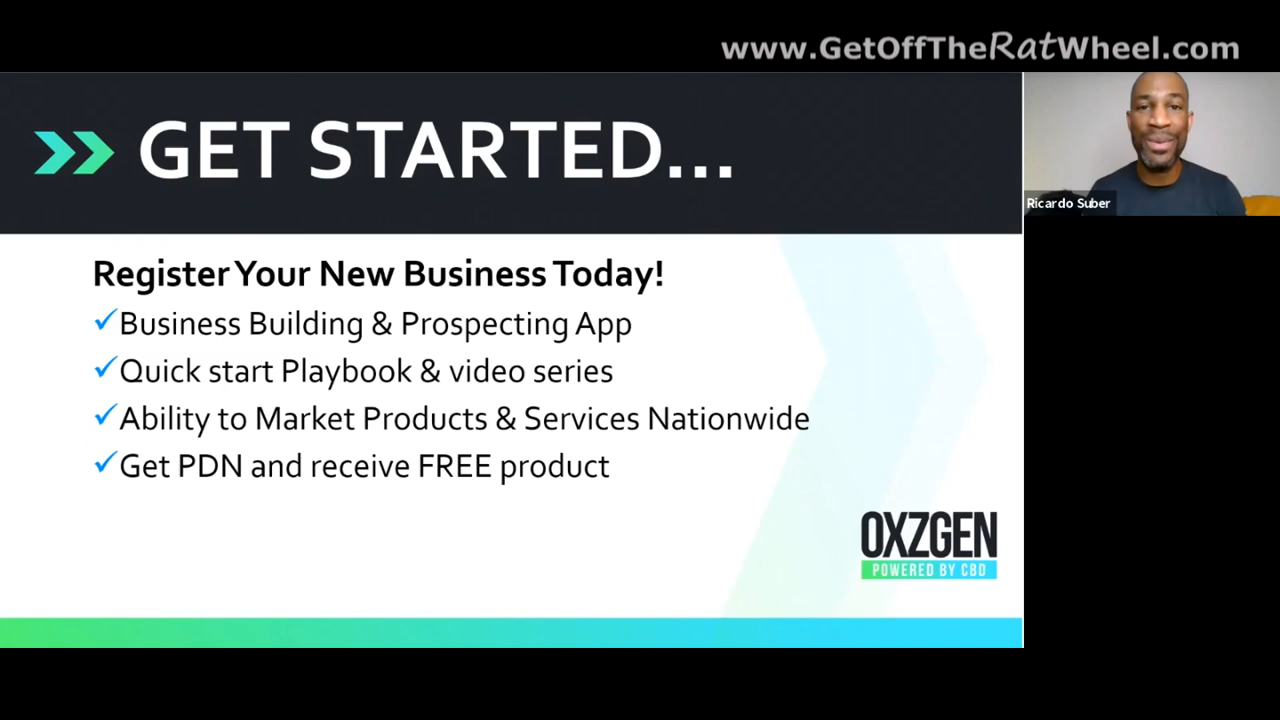 www.GetOffTheRatWheel.com
GET STARTED...
Ricardo Suber
Register Your New Business Today!
✓Business Building & Prospecting App
✓Quick start Playbook & video series
✓Ability to Market Products & Services Nationwide
✓Get PDN and receive FREE product
OXZGEN
POWERED BY CBD